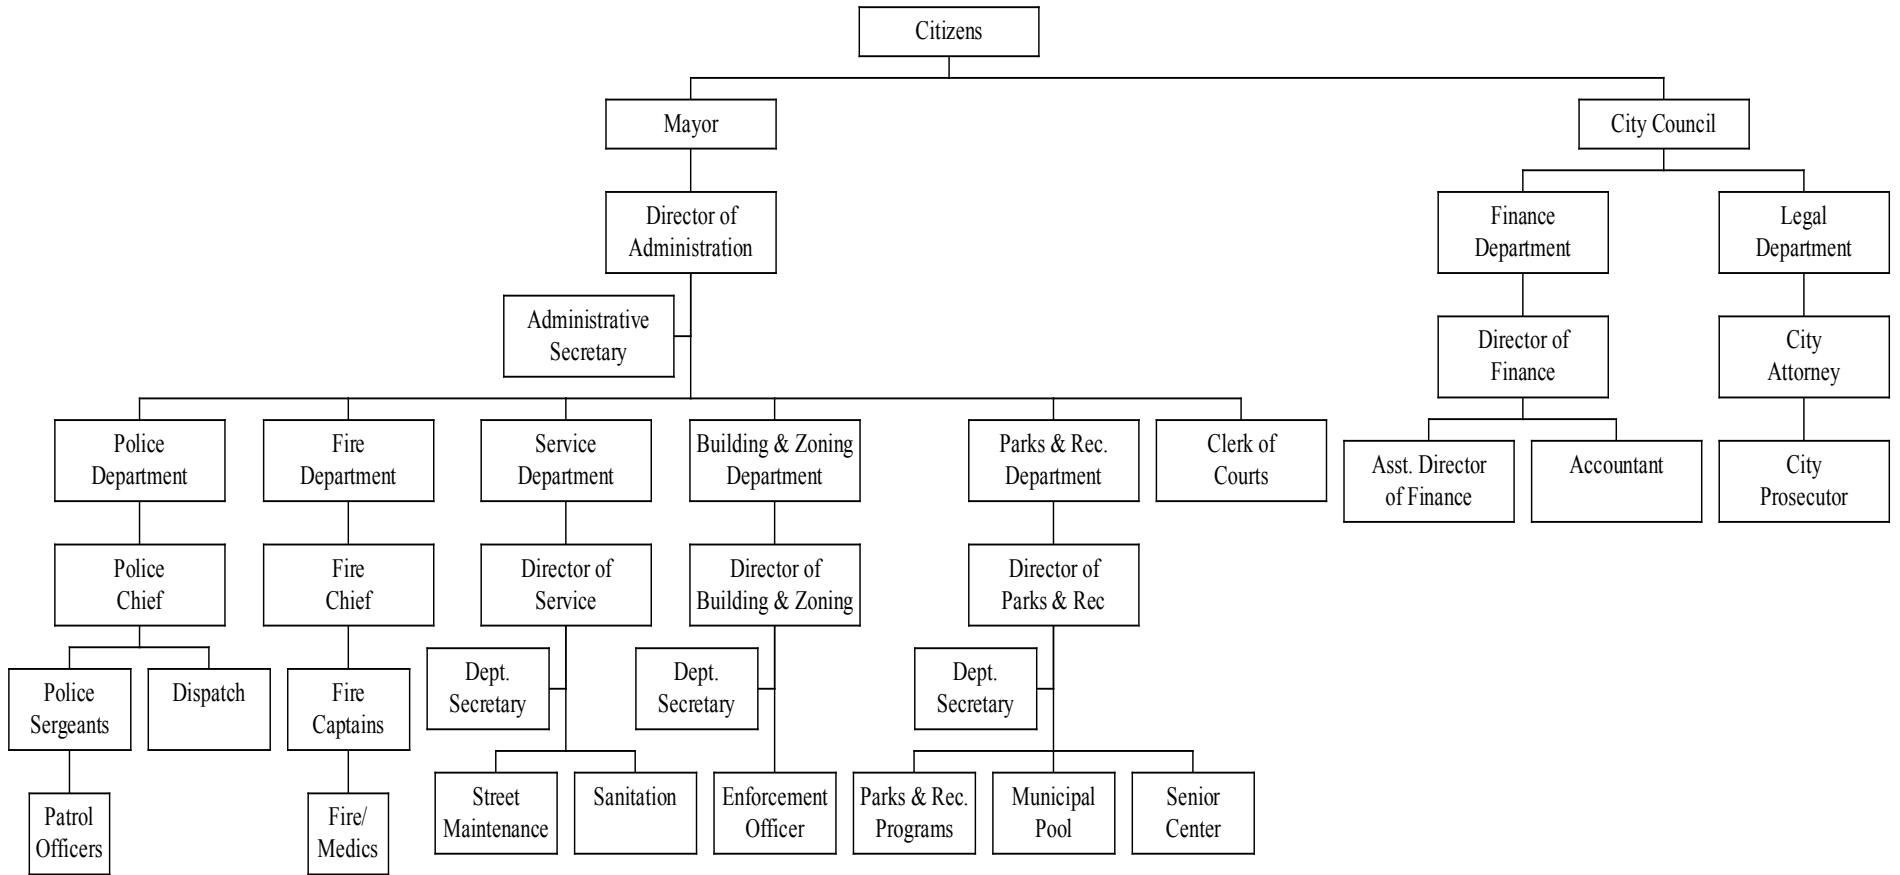 Citizens
Mayor
City Council
Director of
Administration
Finance
Department
Legal
Department
Administrative
Secretary
Director of
Finance
City
Attorney
Police
Department
Fire
Department
Service
Department
Building & Zoning
Department
Parks & Rec.
Department
Clerk of
Courts
Asst. Director
of Finance
Accountant
City
Prosecutor
Police
Chief
Fire
Chief
Director of
Service
Director of
Building & Zoning
Director of
Parks & Rec
Police
Sergeants
Dispatch
Fire
Captains
Dept.
Secretary
Dept.
Secretary
Dept.
Secretary
Patrol
Officers
Fire/
Medics
Street
Maintenance
Sanitation
Enforcement
Officer
Parks & Rec.
Programs
Municipal
Pool
Senior
Center